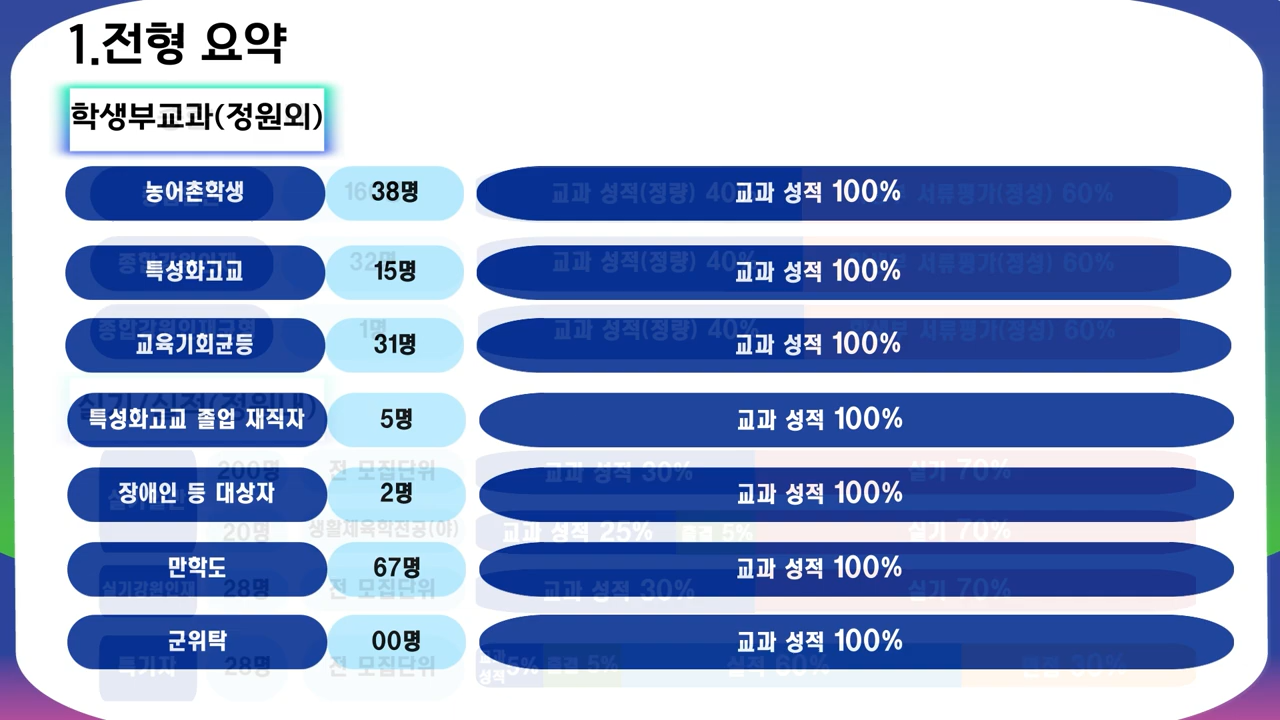 1.전형 요약
학생부교과(정원외)
농어촌학생 38명 교과 성적 100%
특성화고교 15명 교과 성적 100%
교육기회균등 31명 교과 성적 100%
특성화고교 졸업 재직자 5명 교과 성적 100%
장애인 등 대상자 2명 교과 성적 100%
만학도 67명 교과 성적 100%
군위탁 00명 교과 성적 100%